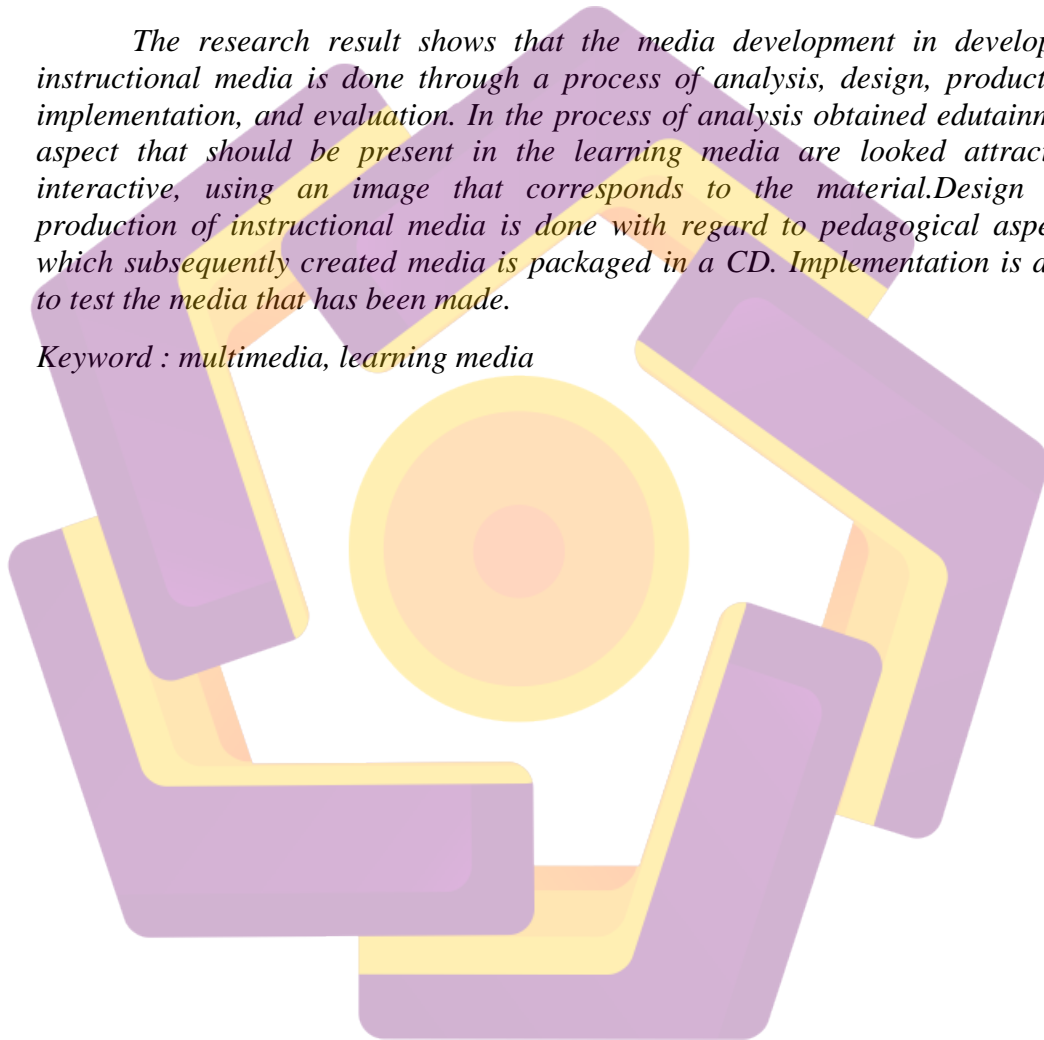 The research result shows that the media development in develop
instructional media is done through a process of analysis, design, product
implementation, and evaluation. In the process of analysis obtained edutainm
aspect that should be present in the learning media are looked attract
interactive, using an image that corresponds to the material.Design
production of instructional media is done with regard to pedagogical aspe
which subsequently created media is packaged in a CD. Implementation is d
to test the media that has been made.
Keyword : multimedia, learning media